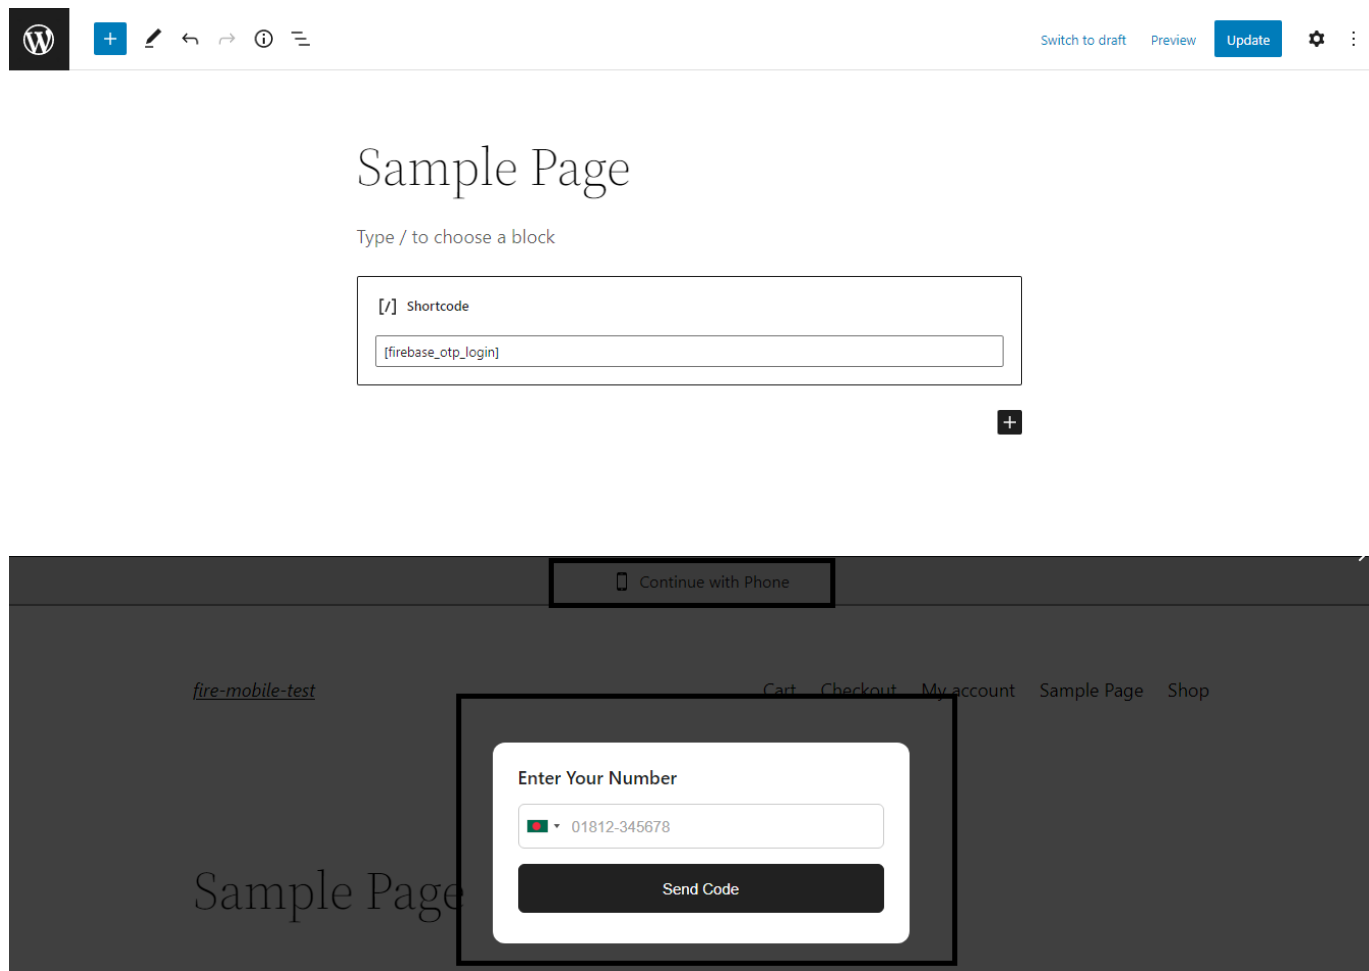 Switch to draft Preview Update
Sample Page
Type / to choose a block
[/] Shortcode
[firebase_otp_login]
Continue with Phone
fire-mobile-test Cart Checkout My account Sample Page Shop
Enter Your Number
01812-345678
Send Code
Sample Page